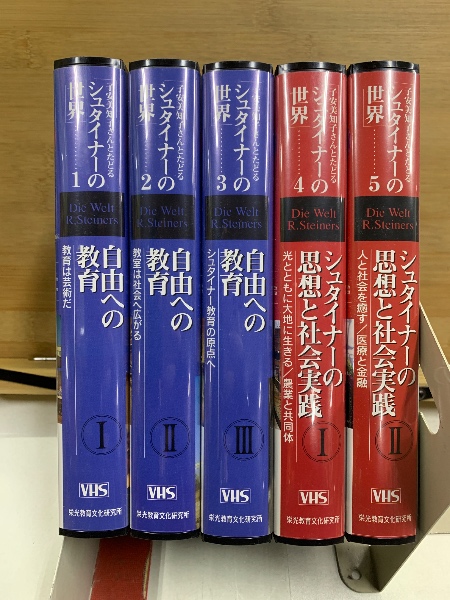 「子安美知子さんとたどる
シュタイナーの
世界」
1
Die Welt
R.Steiners
自由への
教育
教育は芸術だ
I
VHS
栄光教育文化研究所
「子安美知子さんとたどる
シュタイナーの
世界」
2
Die Welt
R.Steiners
自由への
教育
教室は社会へ広がる
II
VHS
栄光教育文化研究所
「子安美知子さんとたどる
シュタイナーの
世界」
3
Die Welt
R.Steiners
自由への
教育
シュタイナー教育の原点へ
III
VHS
栄光教育文化研究所
「子安美知子さんとたどる
シュタイナーの
世界」
4
Die Welt
R.Steiners
シュタイナーの
思想と社会実践
光とともに大地に生きる/農業と共同体
I
VHS
栄光教育文化研究所
「子安美知子さんとたどる
シュタイナーの
世界」
5
Die Welt
R.Steiners
シュタイナーの
思想と社会実践
人と社会を癒す/医療と金融
II
VHS
栄光教育文化研究所